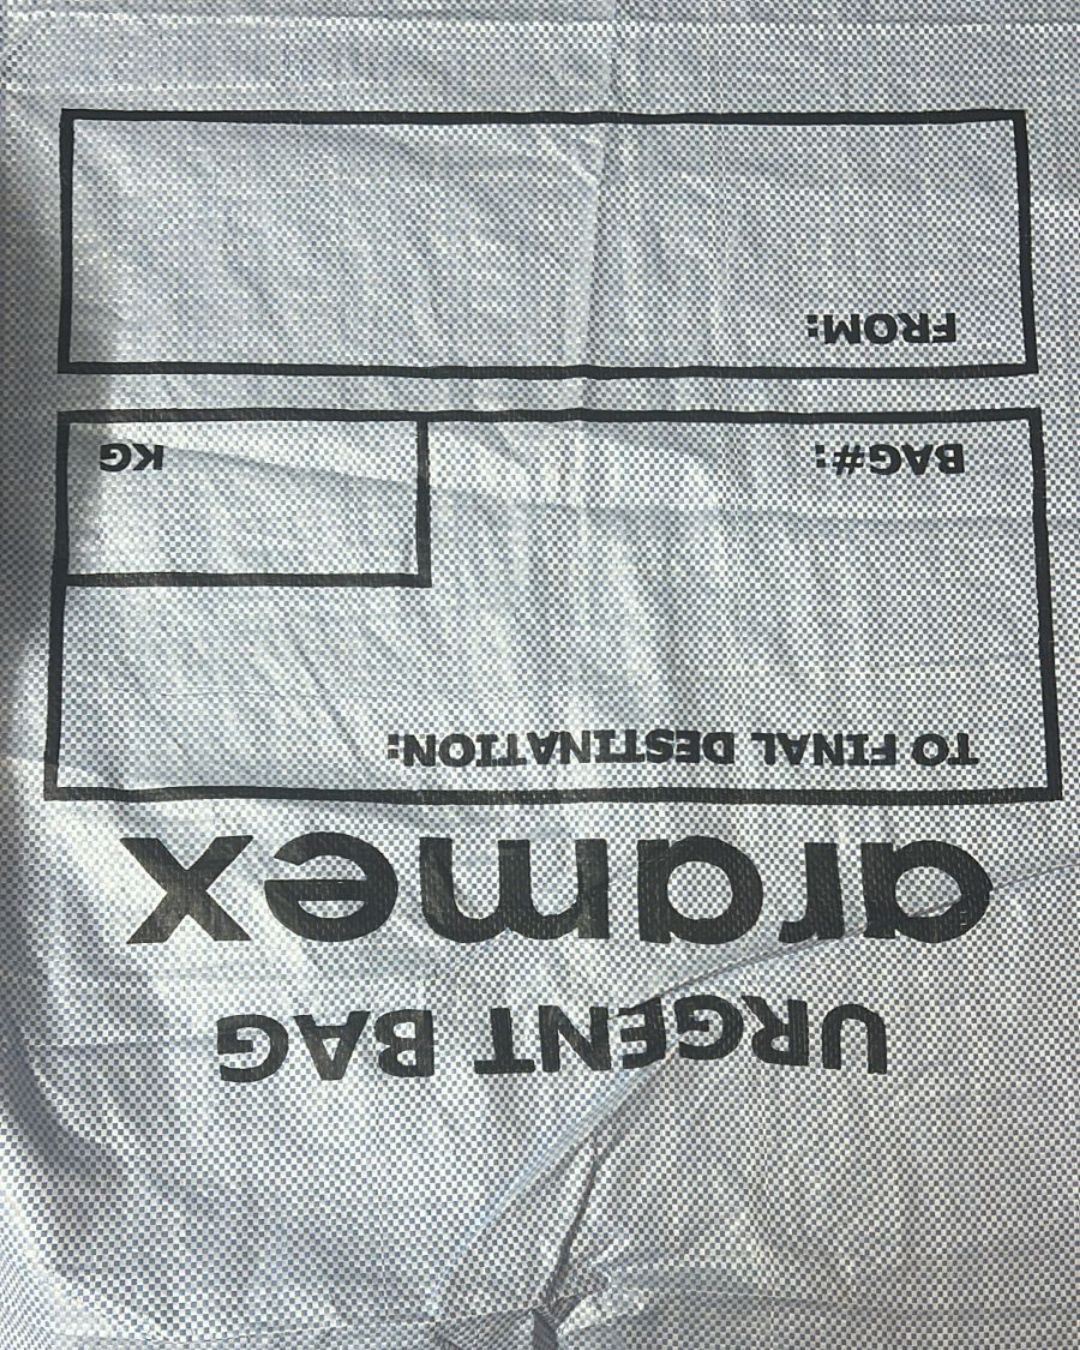 URGENT BAG
aramex
TO FINAL DESTINATION:
BAG#: KG
FROM: